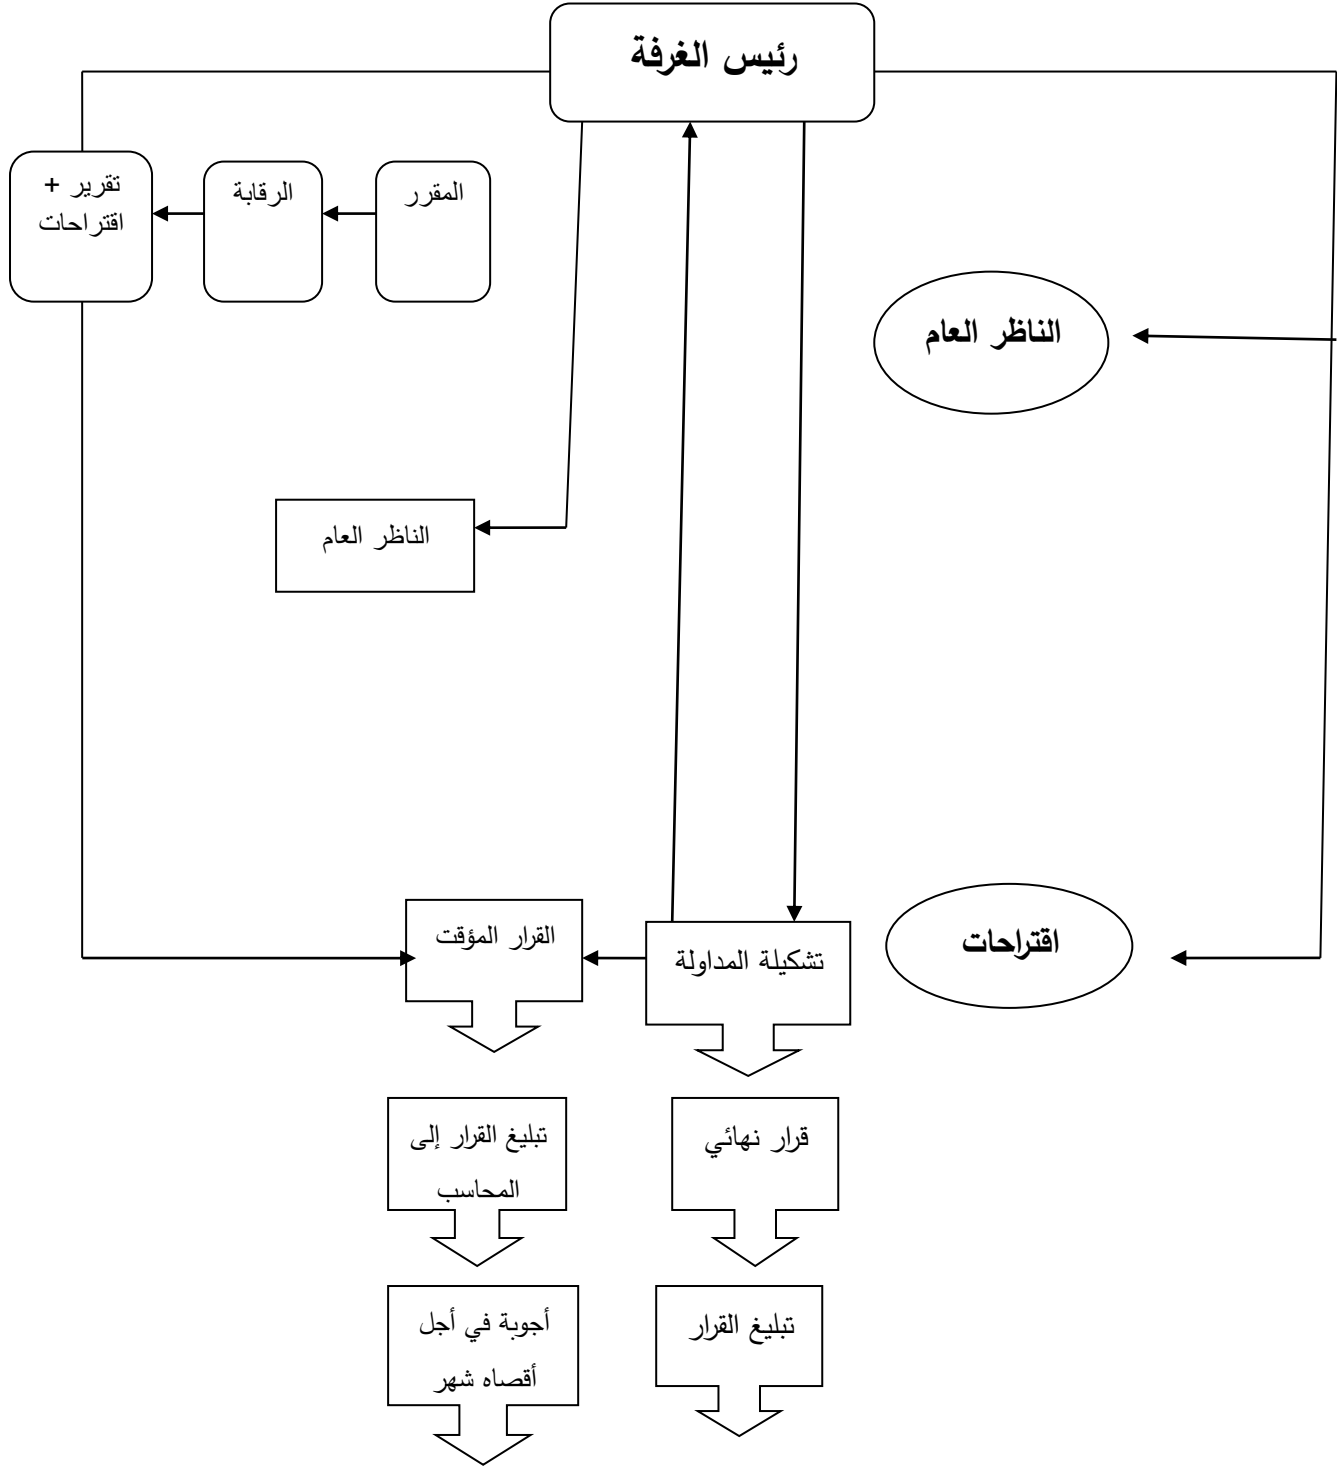 رئيس الغرفة
المقرر
الرقابة
تقرير +
اقتراحات
الناظر العام
الناظر العام
اقتراحات
تشكيلة المداولة
القرار المؤقت
قرار نهائي
تبليغ القرار إلى
المحاسب
تبليغ القرار
أجوبة في أجل
أقصاه شهر